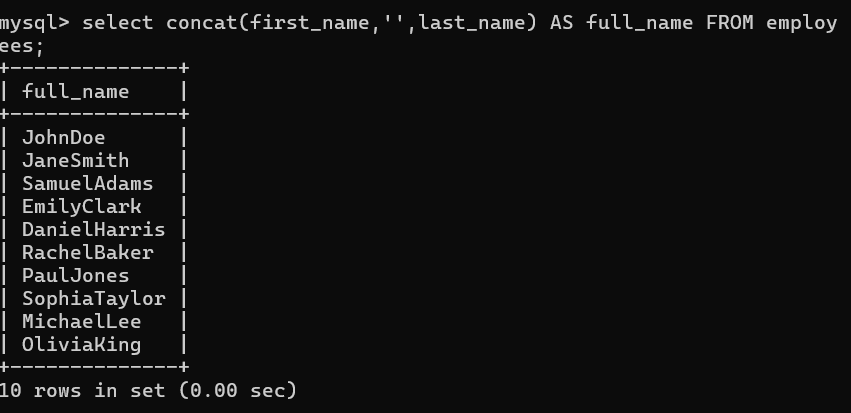 mysql> select concat(first_name,'',last_name) AS full_name FROM employ
ees;
+--------------+
| full_name    |
+--------------+
| JohnDoe      |
| JaneSmith    |
| SamuelAdams  |
| EmilyClark   |
| DanielHarris |
| RachelBaker  |
| PaulJones    |
| SophiaTaylor |
| MichaelLee   |
| OliviaKing   |
+--------------+
10 rows in set (0.00 sec)